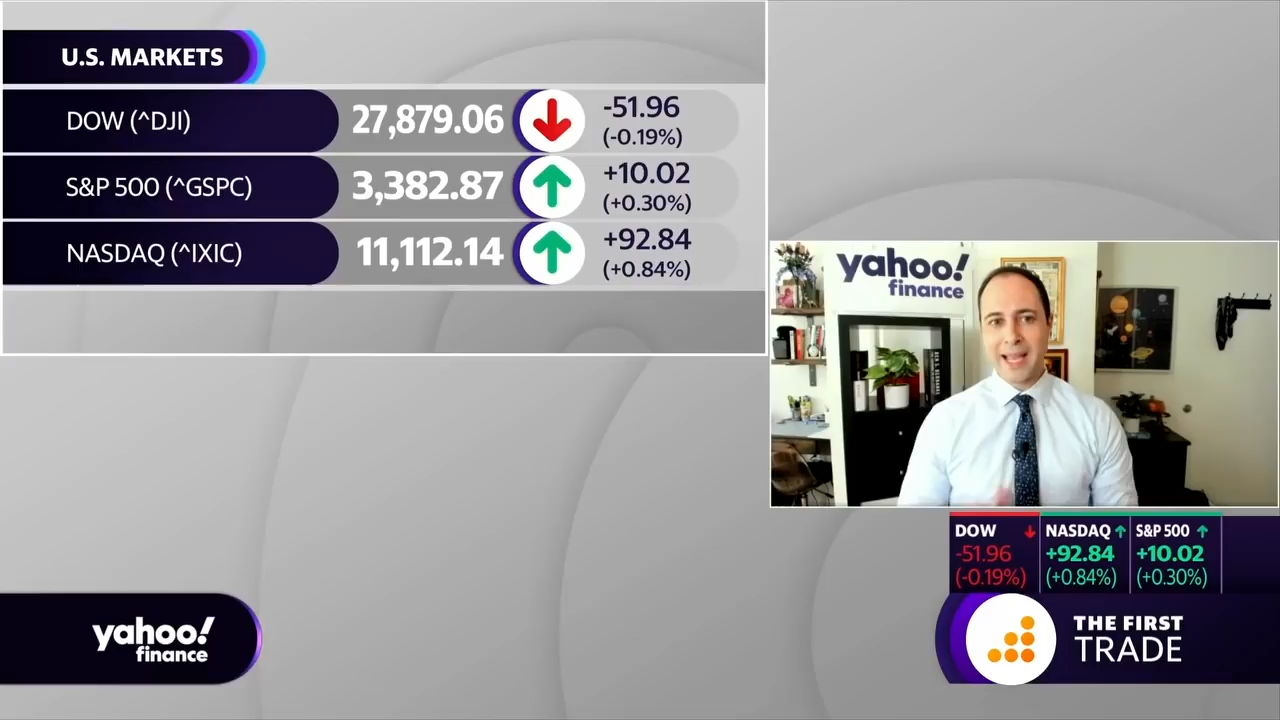 U.S. MARKETS
DOW (^DJI) 27,879.06 -51.96 (-0.19%)
S&P 500 (^GSPC) 3,382.87 +10.02 (+0.30%)
NASDAQ (^IXIC) 11,112.14 +92.84 (+0.84%)
yahoo!
finance
DOW NASDAQ S&P 500
-51.96 +92.84 +10.02
(-0.19%) (+0.84%) (+0.30%)
yahoo!
finance
THE FIRST
TRADE